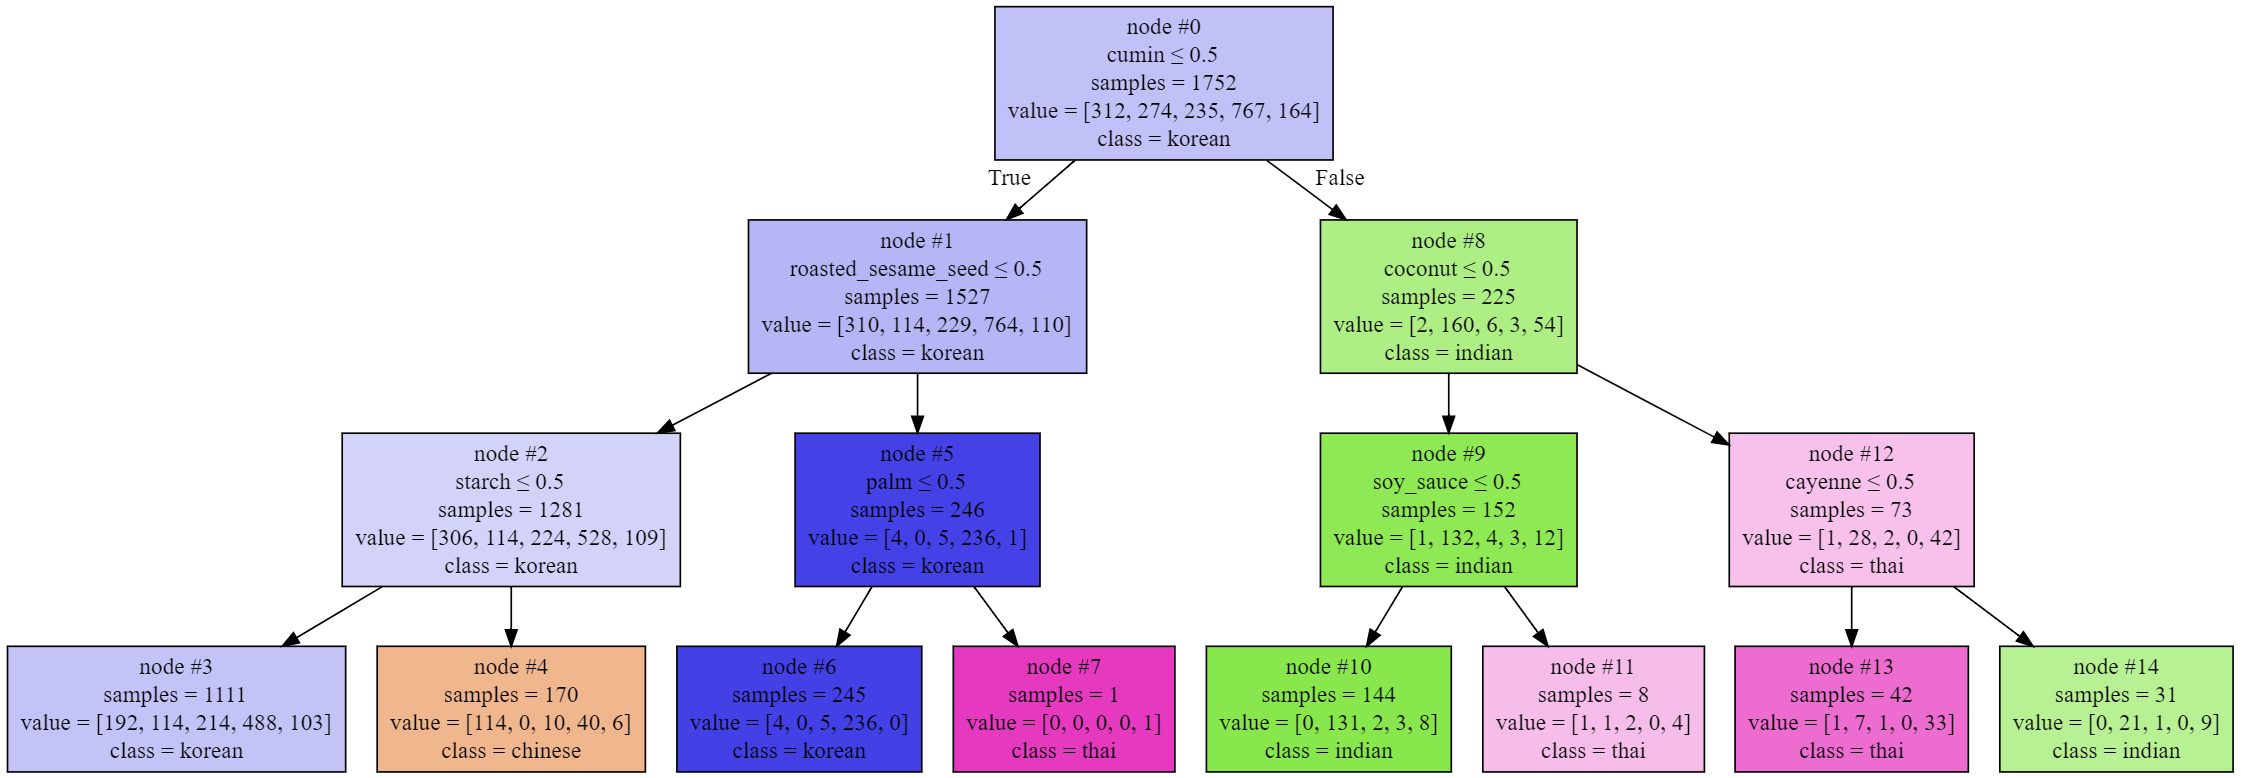 node #0
cumin ≤ 0.5
samples = 1752
value = [312, 274, 235, 767, 164]
class = korean
True
False
node #1
roasted_sesame_seed ≤ 0.5
samples = 1527
value = [310, 114, 229, 764, 110]
class = korean
node #8
coconut ≤ 0.5
samples = 225
value = [2, 160, 6, 3, 54]
class = indian
node #2
starch ≤ 0.5
samples = 1281
value = [306, 114, 224, 528, 109]
class = korean
node #5
palm ≤ 0.5
samples = 246
value = [4, 0, 5, 236, 1]
class = korean
node #9
soy_sauce ≤ 0.5
samples = 152
value = [1, 132, 4, 3, 12]
class = indian
node #12
cayenne ≤ 0.5
samples = 73
value = [1, 28, 2, 0, 42]
class = thai
node #3
samples = 1111
value = [192, 114, 214, 488, 103]
class = korean
node #4
samples = 170
value = [114, 0, 10, 40, 6]
class = chinese
node #6
samples = 245
value = [4, 0, 5, 236, 0]
class = korean
node #7
samples = 1
value = [0, 0, 0, 0, 1]
class = thai
node #10
samples = 144
value = [0, 131, 2, 3, 8]
class = indian
node #11
samples = 8
value = [1, 1, 2, 0, 4]
class = thai
node #13
samples = 42
value = [1, 7, 1, 0, 33]
class = thai
node #14
samples = 31
value = [0, 21, 1, 0, 9]
class = indian